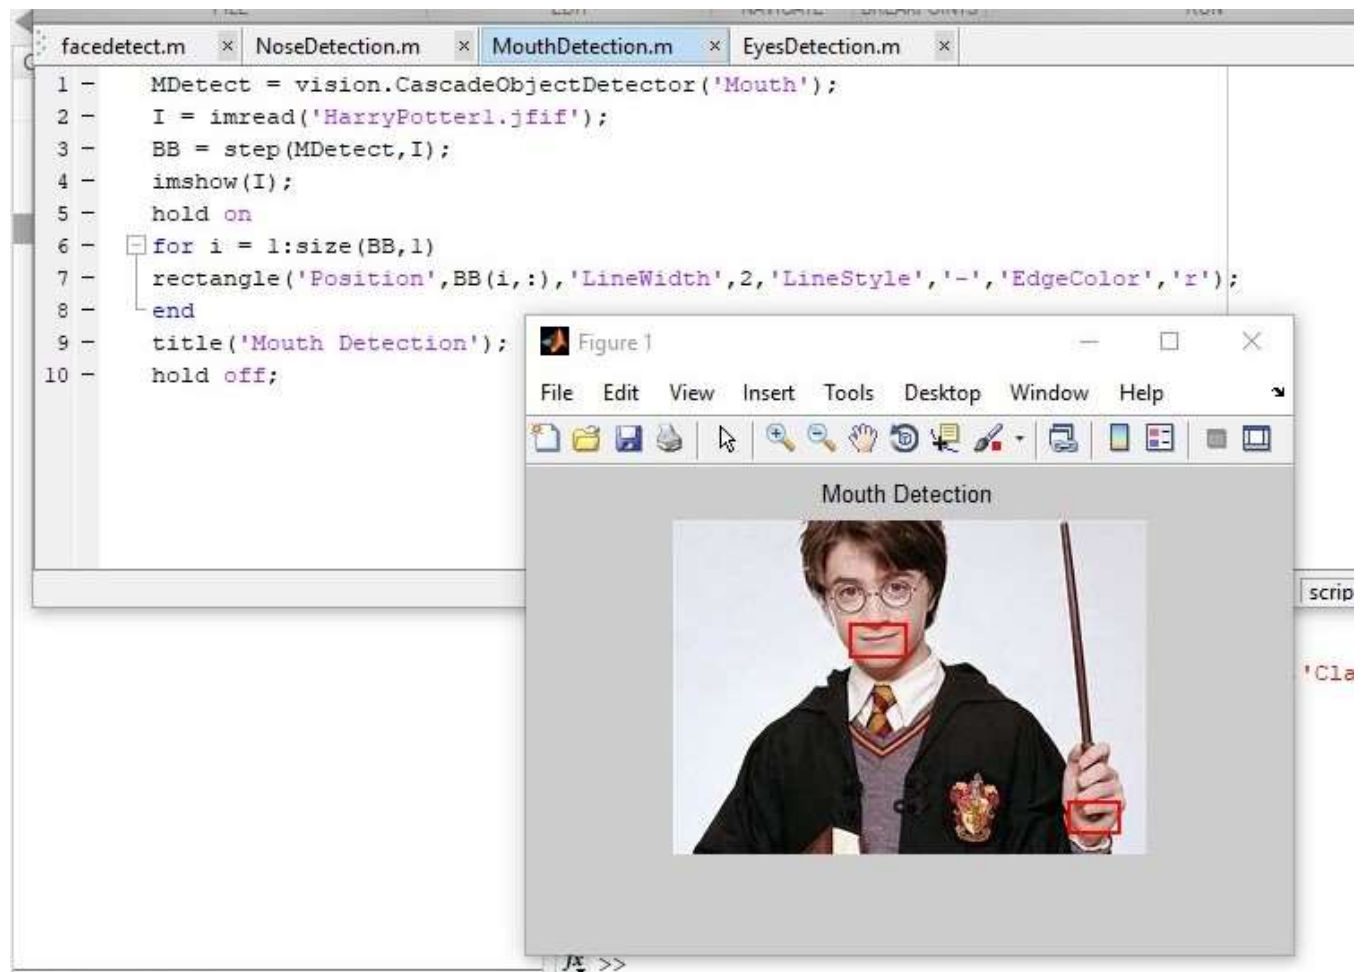 facedetect.m × NoseDetection.m × MouthDetection.m × EyesDetection.m ×
1 - MDetect = vision.CascadeObjectDetector('Mouth');
2 - I = imread('HarryPotter1.jfif');
3 - BB = step(MDetect,I);
4 - imshow(I);
5 - hold on
6 - for i = 1:size(BB,1)
7 - rectangle('Position',BB(i,:),'LineWidth',2,'LineStyle','-','EdgeColor','r');
8 - end
9 - title('Mouth Detection');
10 - hold off;
Figure 1
File Edit View Insert Tools Desktop Window Help
Mouth Detection
scrip
'Cla
fx >>